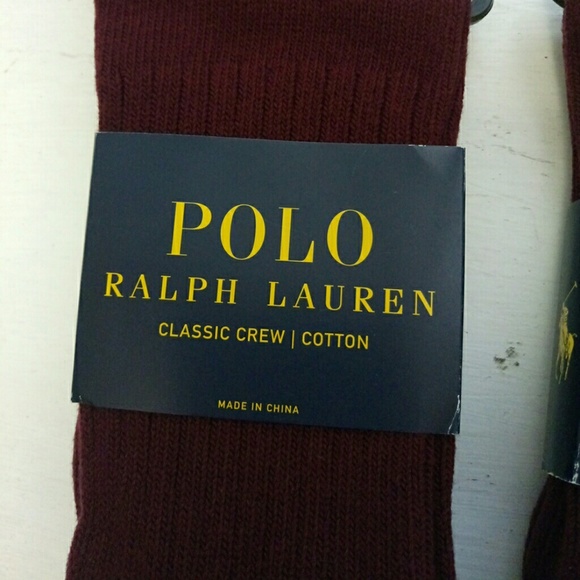 POLO
RALPH LAUREN
CLASSIC CREW | COTTON
MADE IN CHINA